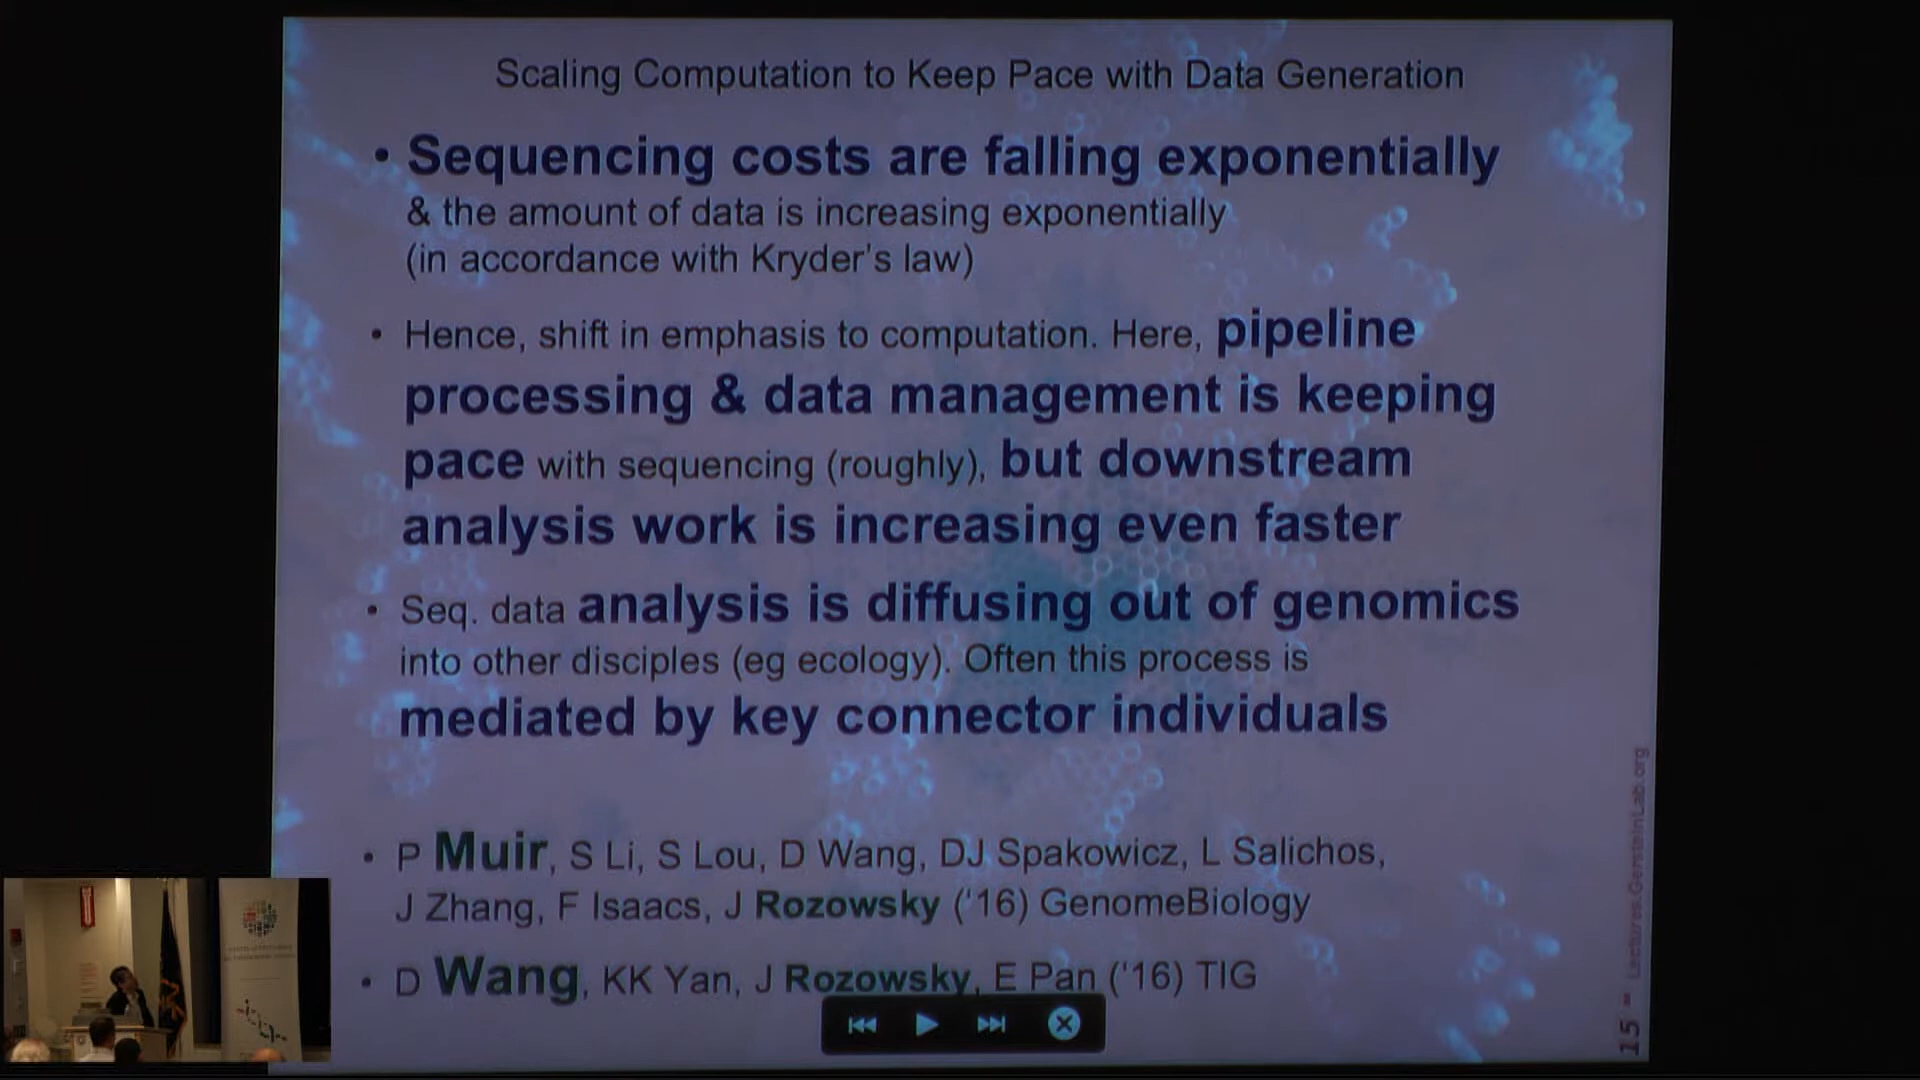 Scaling Computation to Keep Pace with Data Generation
• Sequencing costs are falling exponentially
& the amount of data is increasing exponentially
(in accordance with Kryder's law)
• Hence, shift in emphasis to computation. Here, pipeline
processing & data management is keeping
pace with sequencing (roughly), but downstream
analysis work is increasing even faster
• Seq. data analysis is diffusing out of genomics
into other disciples (eg ecology). Often this process is
mediated by key connector individuals
• P Muir, S Li, S Lou, D Wang, DJ Spakowicz, L Salichos,
J Zhang, F Isaacs, J Rozowsky ('16) GenomeBiology
• D Wang, KK Yan, J Rozowsky, E Pan ('16) TIG
15 - Lectures.GersteinLab.org